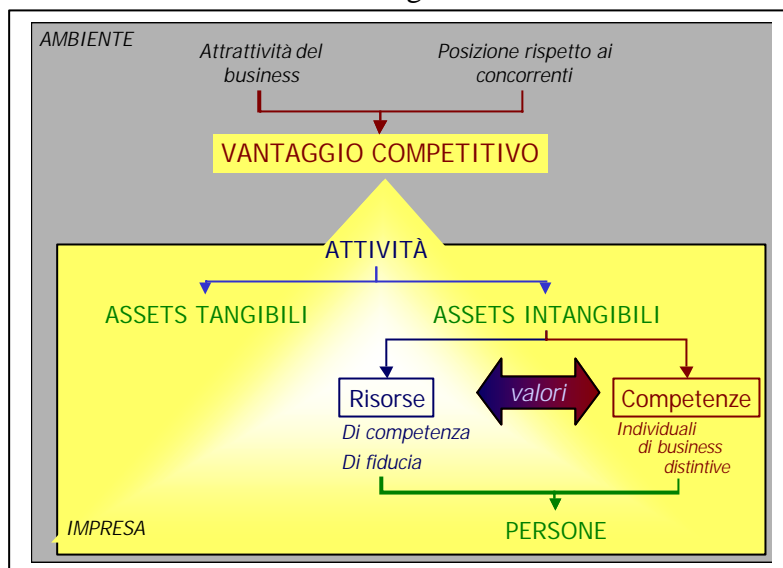 AMBIENTE
Attrattività del
business
Posizione rispetto ai
concorrenti
VANTAGGIO COMPETITIVO
ATTIVITÀ
ASSETS TANGIBILI
ASSETS INTANGIBILI
Risorse
valori
Competenze
Di competenza
Di fiducia
Individuali
di business
distintive
IMPRESA
PERSONE